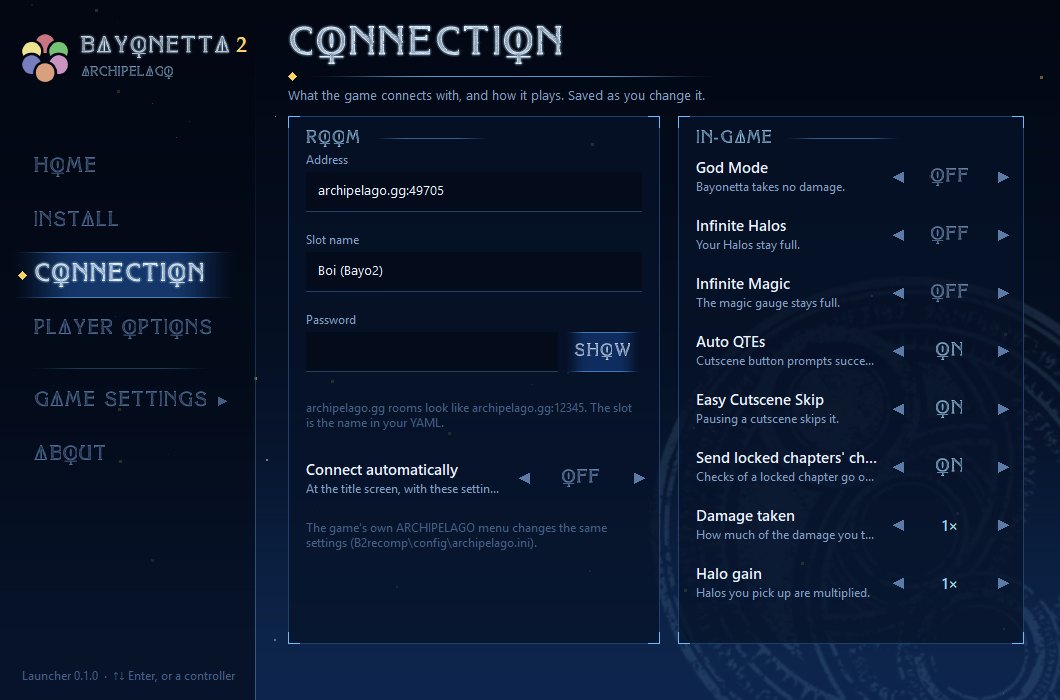 BAYONETTA 2
ARCHIPELAGO
HOME
INSTALL
CONNECTION
PLAYER OPTIONS
GAME SETTINGS ▶
ABOUT
Launcher 0.1.0 · ↑↓ Enter, or a controller
CONNECTION
What the game connects with, and how it plays. Saved as you change it.
ROOM
Address
archipelago.gg:49705
Slot name
Boi (Bayo2)
Password
SHOW
archipelago.gg rooms look like archipelago.gg:12345. The slot
is the name in your YAML.
Connect automatically
At the title screen, with these settin...
◀ OFF ▶
The game's own ARCHIPELAGO menu changes the same
settings (B2recomp\config\archipelago.ini).
IN-GAME
God Mode
Bayonetta takes no damage.
◀ OFF ▶
Infinite Halos
Your Halos stay full.
◀ OFF ▶
Infinite Magic
The magic gauge stays full.
◀ OFF ▶
Auto QTEs
Cutscene button prompts succe...
◀ ON ▶
Easy Cutscene Skip
Pausing a cutscene skips it.
◀ ON ▶
Send locked chapters' ch...
Checks of a locked chapter go o...
◀ ON ▶
Damage taken
How much of the damage you t...
◀ 1× ▶
Halo gain
Halos you pick up are multiplied.
◀ 1× ▶